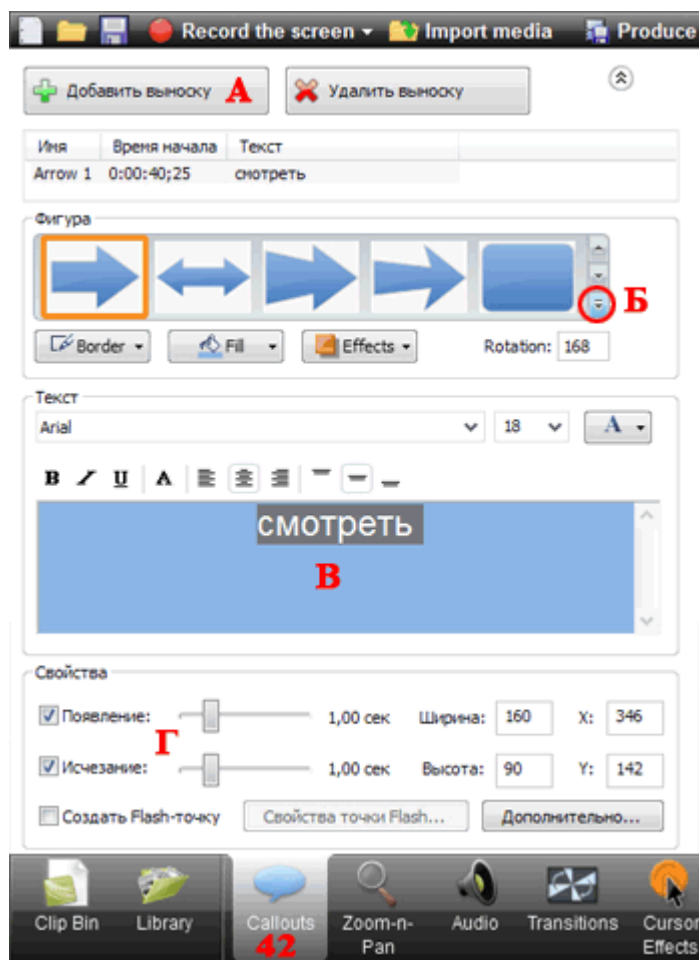 Record the screen Import media Produce
Добавить выноску А Удалить выноску
Имя Время начала Текст
Arrow 1 0:00:40;25 смотреть
Фигура
Б
Border Fill Effects Rotation: 168
Текст
Arial 18 A
B I U A
смотреть
В
Свойства
Появление: 1,00 сек Ширина: 160 X: 346
Г
Исчезание: 1,00 сек Высота: 90 Y: 142
Создать Flash-точку Свойства точки Flash... Дополнительно...
Clip Bin Library Callouts Zoom-n-Pan Audio Transitions Cursor Effects
42